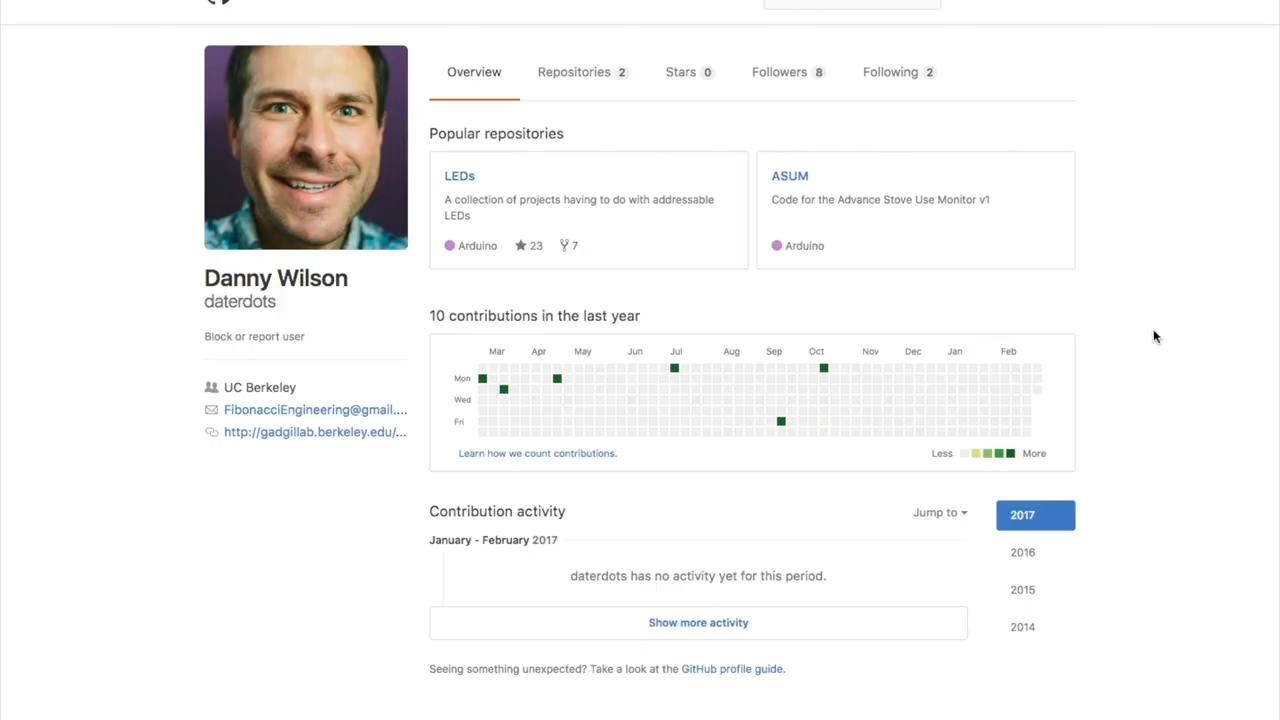 Overview
Repositories 2
Stars 0
Followers 8
Following 2
Popular repositories
LEDs
A collection of projects having to do with addressable
LEDs
Arduino 23 7
ASUM
Code for the Advance Stove Use Monitor v1
Arduino
Danny Wilson
daterdots
Block or report user
UC Berkeley
FibonacciEngineering@gmail....
http://gadgillab.berkeley.edu/...
10 contributions in the last year
Mar Apr May Jun Jul Aug Sep Oct Nov Dec Jan Feb
Mon
Wed
Fri
Learn how we count contributions.
Less More
Contribution activity
Jump to
2017
2016
2015
2014
January - February 2017
daterdots has no activity yet for this period.
Show more activity
Seeing something unexpected? Take a look at the GitHub profile guide.